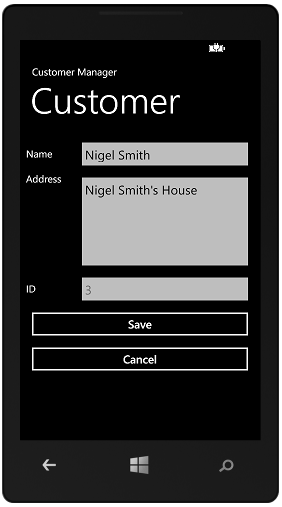 Customer Manager
Customer
Name Nigel Smith
Address Nigel Smith's House
ID 3
Save
Cancel